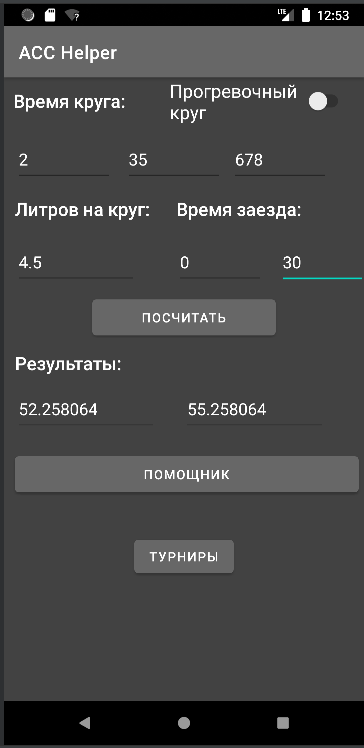 LTE 12:53
ACC Helper
Время круга: Прогревочный
круг
2 35 678
Литров на круг: Время заезда:
4.5 0 30
ПОСЧИТАТЬ
Результаты:
52.258064 55.258064
ПОМОЩНИК
ТУРНИРЫ